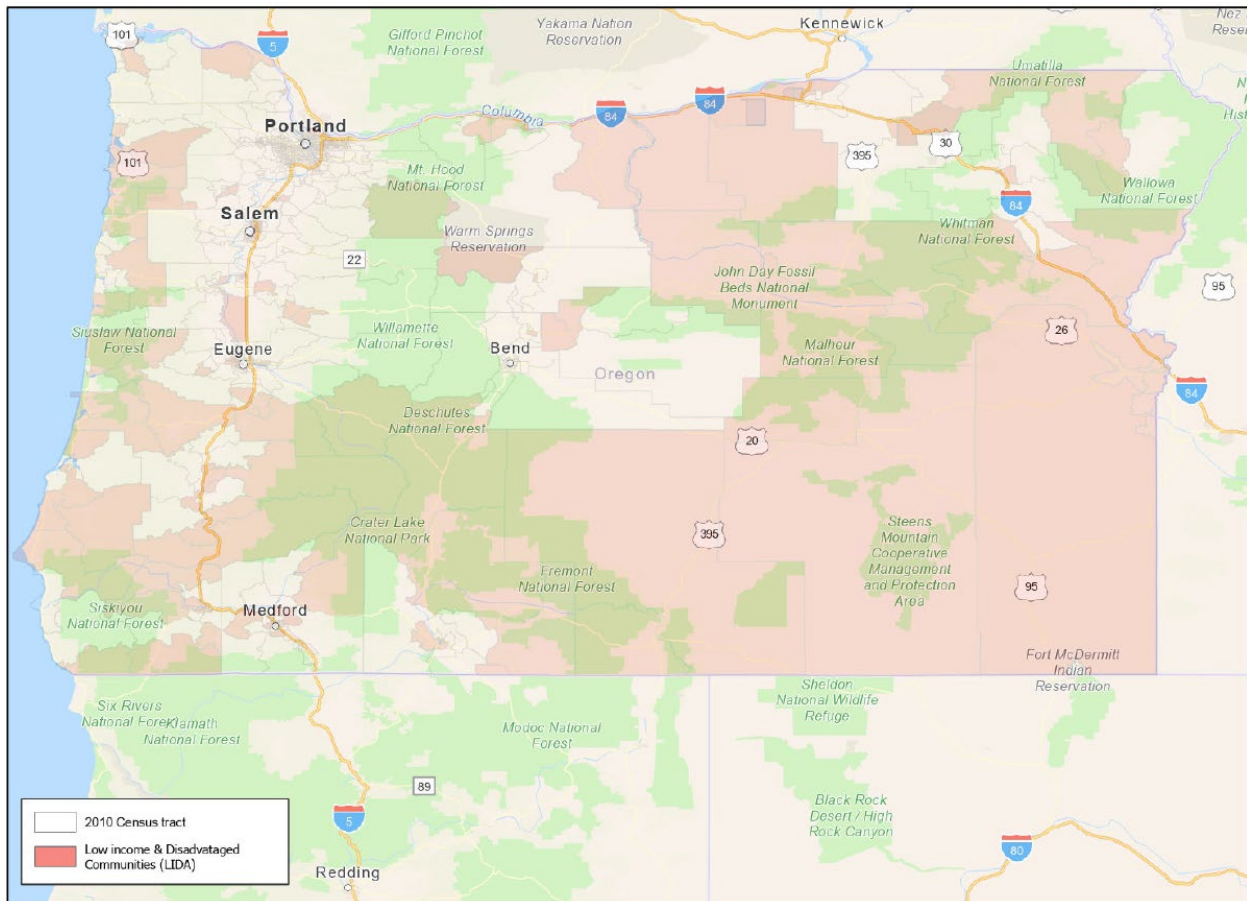 Kennewick
101
5
Gifford Pinchot
National Forest
Yakama Nation
Reservation
Nez
Rese
Umatilla
National Forest
N
Hist
84
84
Columbia
Portland
30
101
395
Mt. Hood
National Forest
Wallowa
National Forest
84
Salem
Whitman
National Forest
Warm Springs
Reservation
22
John Day Fossil
Beds National
Monument
95
Siuslaw National
Forest
Willamette
National Forest
26
Eugene
Bend
Malheur
National Forest
Oregon
84
Deschutes
National Forest
20
Crater Lake
National Park
395
Steens
Mountain
Cooperative
Management
and Protection
Area
Fremont
National Forest
95
Siskiyou
National Forest
Medford
Fort McDermitt
Indian
Reservation
Sheldon
National Wildlife
Refuge
Six Rivers
National Forest
Klamath
National Forest
Modoc National
Forest
89
Black Rock
Desert / High
Rock Canyon
5
80
Redding
2010 Census tract
Low income & Disadvataged
Communities (LIDA)